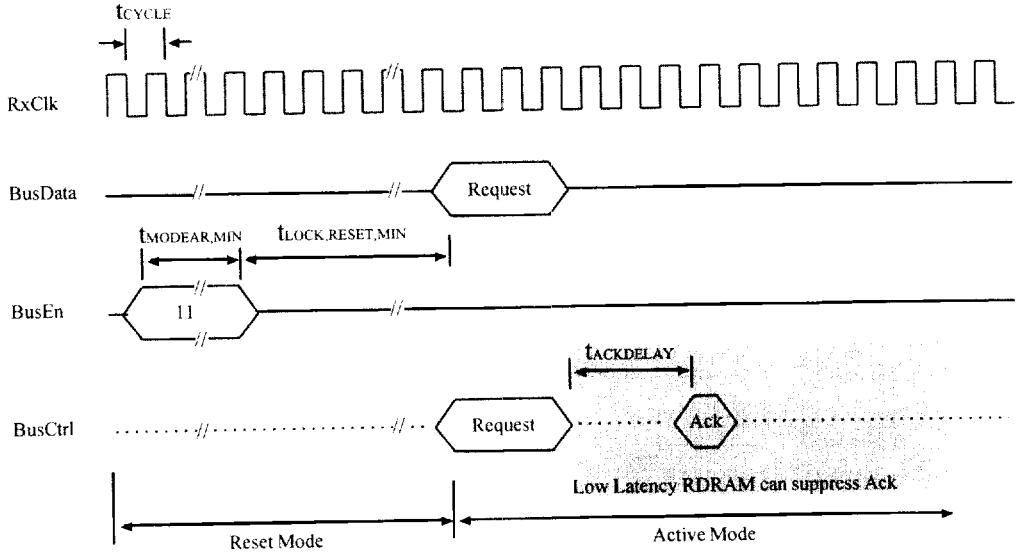 tCYCLE
RxClk
BusData
Request
tMODEAR,MIN
tLOCK,RESET,MIN
BusEn
11
tACKDELAY
BusCtrl
Request
Ack
Low Latency RDRAM can suppress Ack
Reset Mode
Active Mode